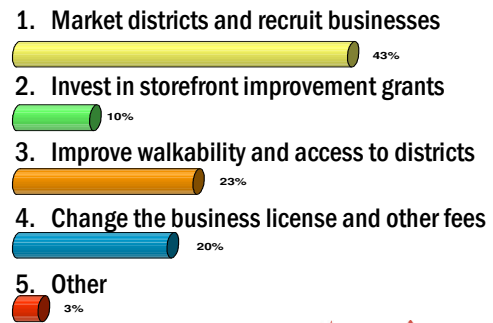 1. Market districts and recruit businesses
43%
2. Invest in storefront improvement grants
10%
3. Improve walkability and access to districts
23%
4. Change the business license and other fees
20%
5. Other
3%